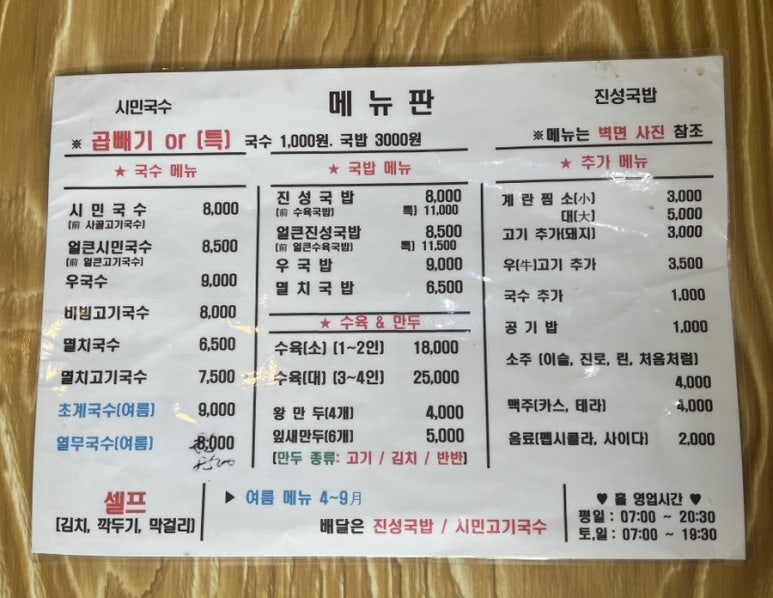 시민국수 메 뉴 판 진성국밥
※ 곱빼기 or (특) 국수 1,000원. 국밥 3000원 ※메뉴는 벽면 사진 참조
★ 국수 메뉴
시 민 국 수 8,000
(前 사골고기국수)
얼큰시민국수 8,500
(前 얼큰고기국수)
우국수 9,000
비빔고기국수 8,000
멸치국수 6,500
멸치고기국수 7,500
초계국수(여름) 9,000
열무국수(여름) 8,000
8,500
★ 국밥 메뉴
진 성 국 밥 8,000
(前 수육국밥) 특) 11,000
얼큰진성국밥 8,500
(前 얼큰수육국밥) 특) 11,500
우 국 밥 9,000
멸 치 국 밥 6,500
★ 수육 & 만두
수육(소) (1~2인) 18,000
수육(대) (3~4인) 25,000
왕 만 두(4개) 4,000
잎새만두(6개) 5,000
(만두 종류: 고기 / 김치 / 반반)
★ 추가 메뉴
계 란 찜 소(小) 3,000
대(大) 5,000
고기 추가(돼지) 3,000
우(牛)고기 추가 3,500
국수 추가 1,000
공 기 밥 1,000
소주 (이슬, 진로, 린, 처음처럼)
4,000
맥주(카스, 테라) 4,000
음료(펩시콜라, 사이다) 2,000
셀프
(김치, 깍두기, 막걸리)
▶ 여름 메뉴 4~9月
배달은 진성국밥 / 시민고기국수
♥ 홀 영업시간 ♥
평일 : 07:00 ~ 20:30
토,일 : 07:00 ~ 19:30